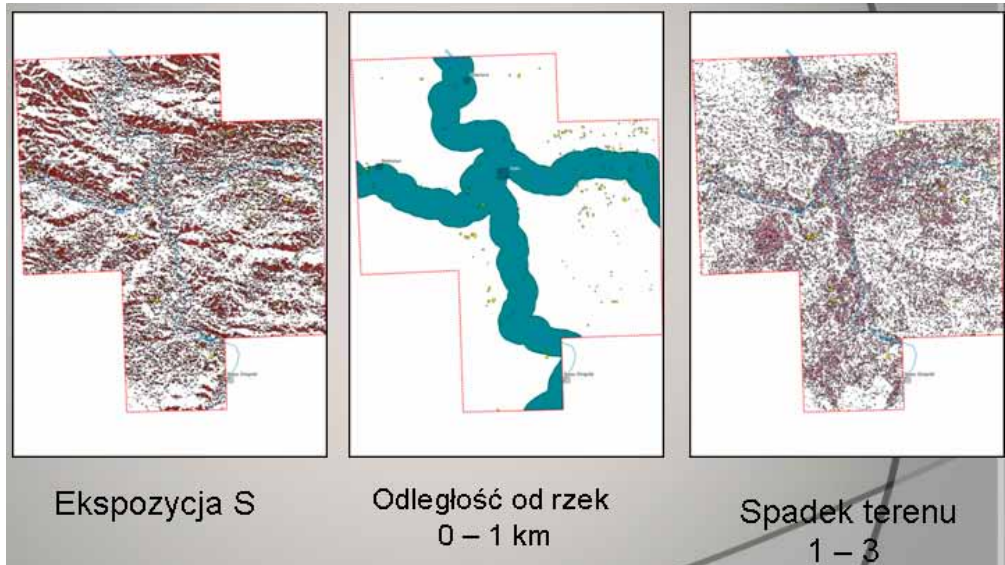 Ekspozycja S
Odległość od rzek
0 – 1 km
Spadek terenu
1 – 3